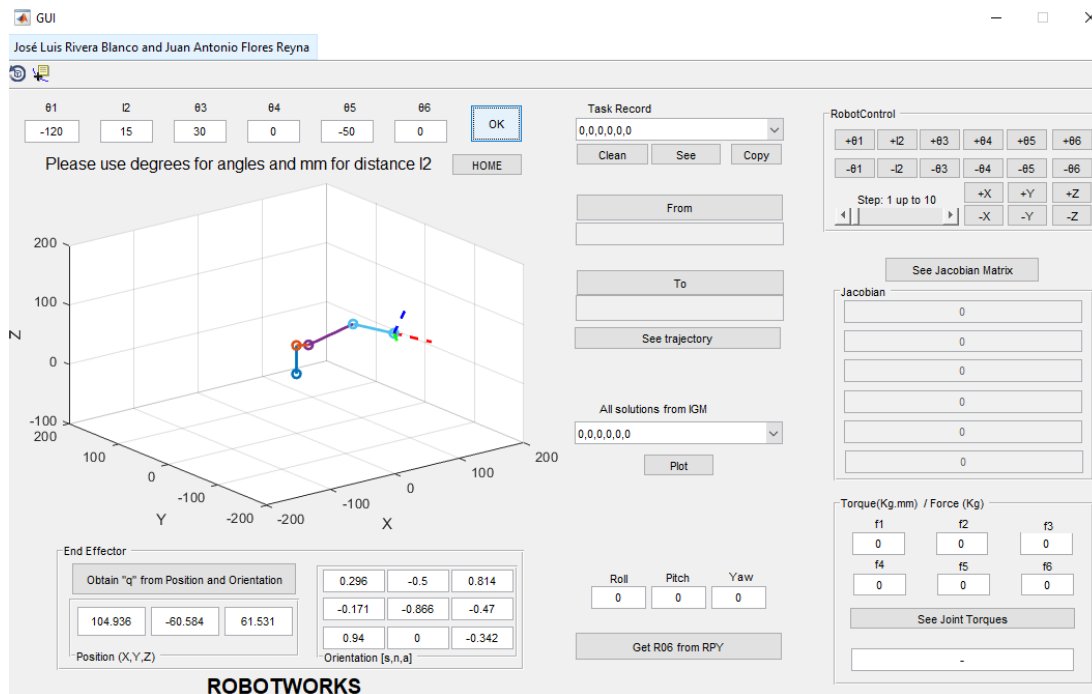 GUI
José Luis Rivera Blanco and Juan Antonio Flores Reyna
θ1 l2 θ3 θ4 θ5 θ6
-120 15 30 0 -50 0 OK
Please use degrees for angles and mm for distance l2 HOME
200
100
0
-100
Z
200
100
0
-100
-200
Y
-200
-100
0
100
200
X
End Effector
Obtain "q" from Position and Orientation
104.936 -60.584 61.531
Position (X,Y,Z)
0.296 -0.5 0.814
-0.171 -0.866 -0.47
0.94 0 -0.342
Orientation [s,n,a]
ROBOTWORKS
Task Record
0,0,0,0,0,0
Clean See Copy
From
To
See trajectory
All solutions from IGM
0,0,0,0,0,0
Plot
Roll Pitch Yaw
0 0 0
Get R06 from RPY
RobotControl
+θ1 +l2 +θ3 +θ4 +θ5 +θ6
-θ1 -l2 -θ3 -θ4 -θ5 -θ6
Step: 1 up to 10 +X +Y +Z
-X -Y -Z
See Jacobian Matrix
Jacobian
0
0
0
0
0
0
Torque(Kg.mm) / Force (Kg)
f1 f2 f3
0 0 0
f4 f5 f6
0 0 0
See Joint Torques
-